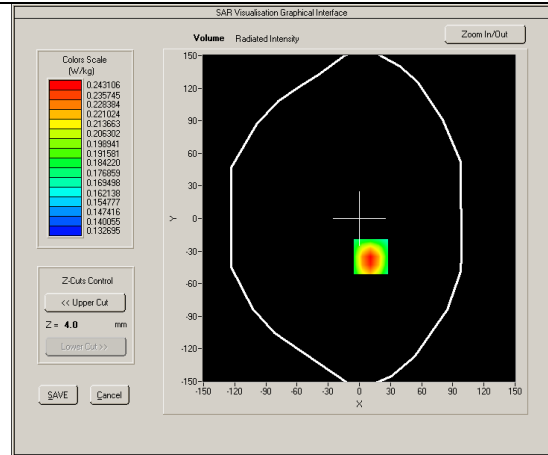 SAR Visualisation Graphical Interface
Volume Radiated Intensity
Zoom In/Out
Colors Scale
(W/kg)
0.243106
0.235745
0.228384
0.221024
0.213663
0.206302
0.198941
0.191581
0.184220
0.176859
0.169498
0.162138
0.154777
0.147416
0.140055
0.132695
Z-Cuts Control
<< Upper Cut
Z = 4.0 mm
Lower Cut >>
SAVE Cancel
150
120
90
60
30
Y 0
-30
-60
-90
-120
-150
-150 -120 -90 -60 -30 0 30 60 90 120 150
X